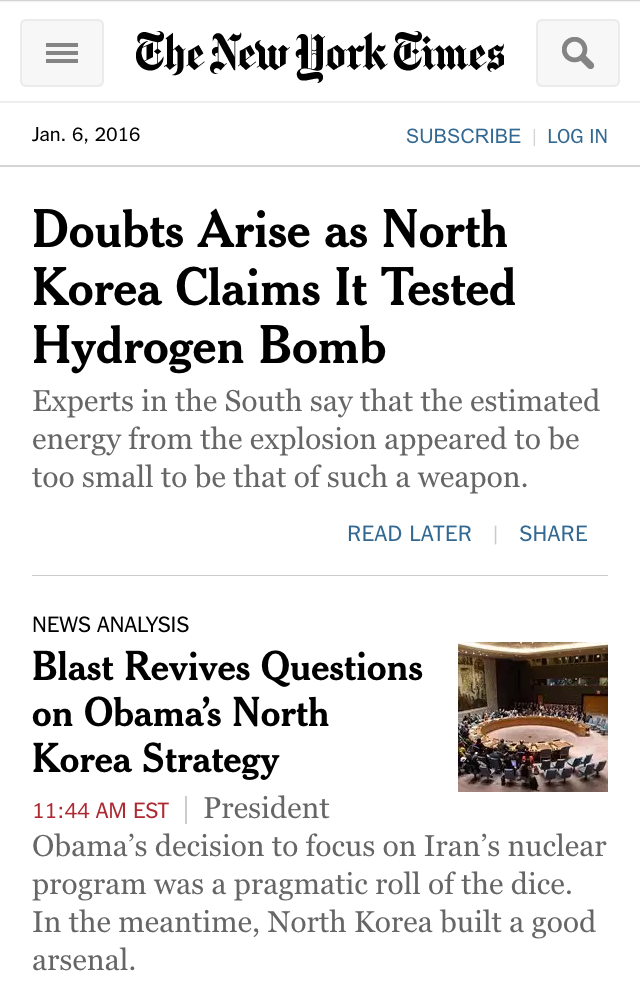 The New York Times
Jan. 6, 2016
SUBSCRIBE | LOG IN
Doubts Arise as North
Korea Claims It Tested
Hydrogen Bomb
Experts in the South say that the estimated
energy from the explosion appeared to be
too small to be that of such a weapon.
READ LATER | SHARE
NEWS ANALYSIS
Blast Revives Questions
on Obama’s North
Korea Strategy
11:44 AM EST | President
Obama’s decision to focus on Iran’s nuclear
program was a pragmatic roll of the dice.
In the meantime, North Korea built a good
arsenal.